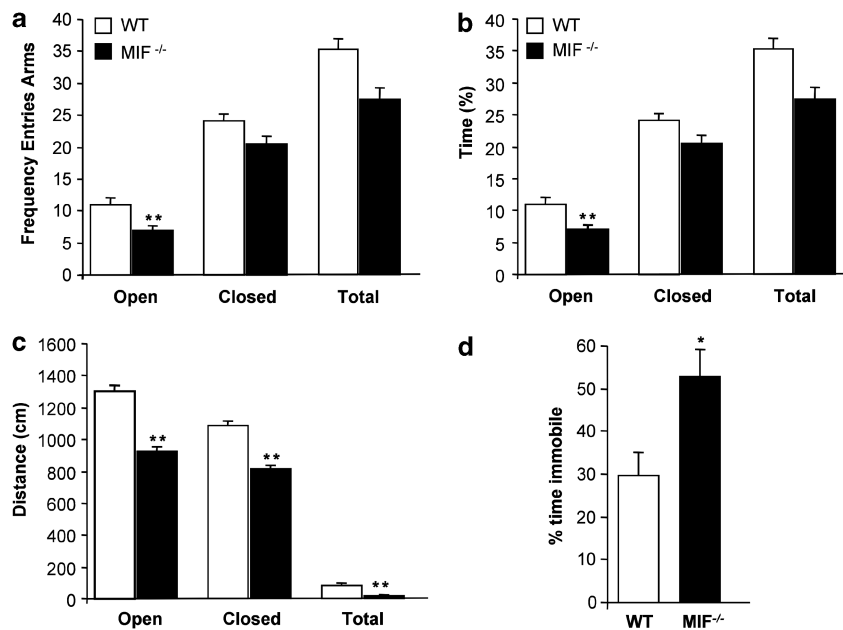 a
WT
MIF -/-
Frequency Entries Arms
40
35
30
25
20
15
10
5
0
**
Open Closed Total
b
WT
MIF -/-
Time (%)
40
35
30
25
20
15
10
5
0
**
Open Closed Total
c
Distance (cm)
1600
1400
1200
1000
800
600
400
200
0
**
**
**
Open Closed Total
d
% time immobile
60
50
40
30
20
10
0
*
WT MIF-/-